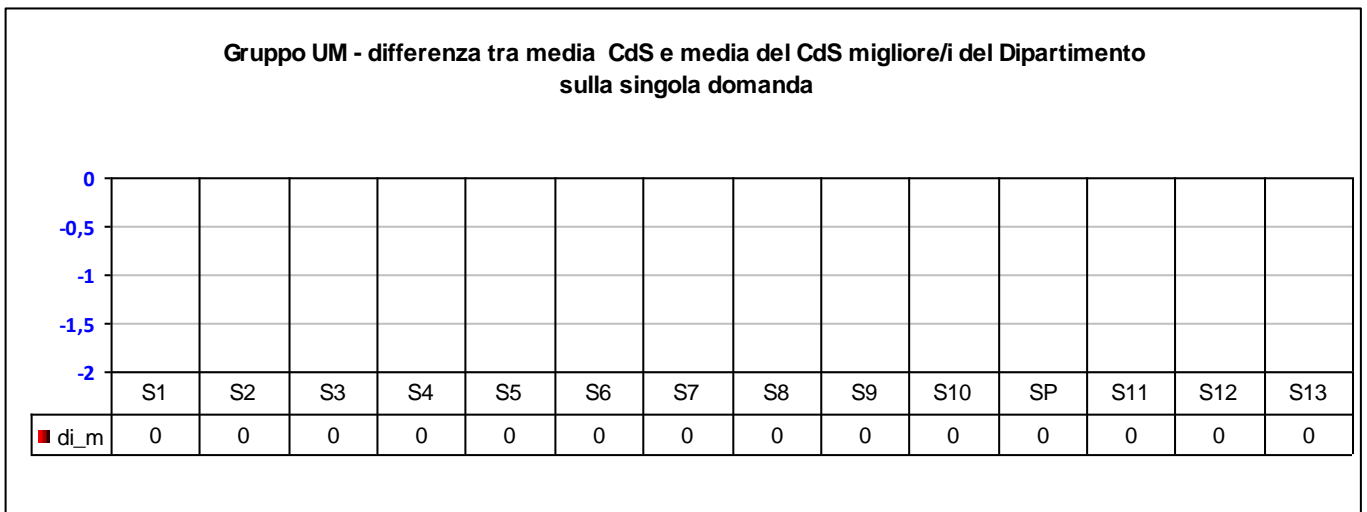 Gruppo UM - differenza tra media CdS e media del CdS migliore/i del Dipartimento
sulla singola domanda
0
-0,5
-1
-1,5
-2
S1 S2 S3 S4 S5 S6 S7 S8 S9 S10 SP S11 S12 S13
di_m 0 0 0 0 0 0 0 0 0 0 0 0 0 0